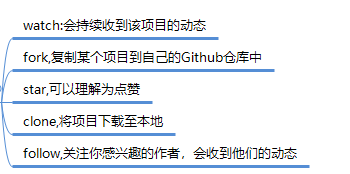 watch:会持续收到该项目的动态
fork,复制某个项目到自己的Github仓库中
star,可以理解为点赞
clone,将项目下载至本地
follow,关注你感兴趣的作者，会收到他们的动态